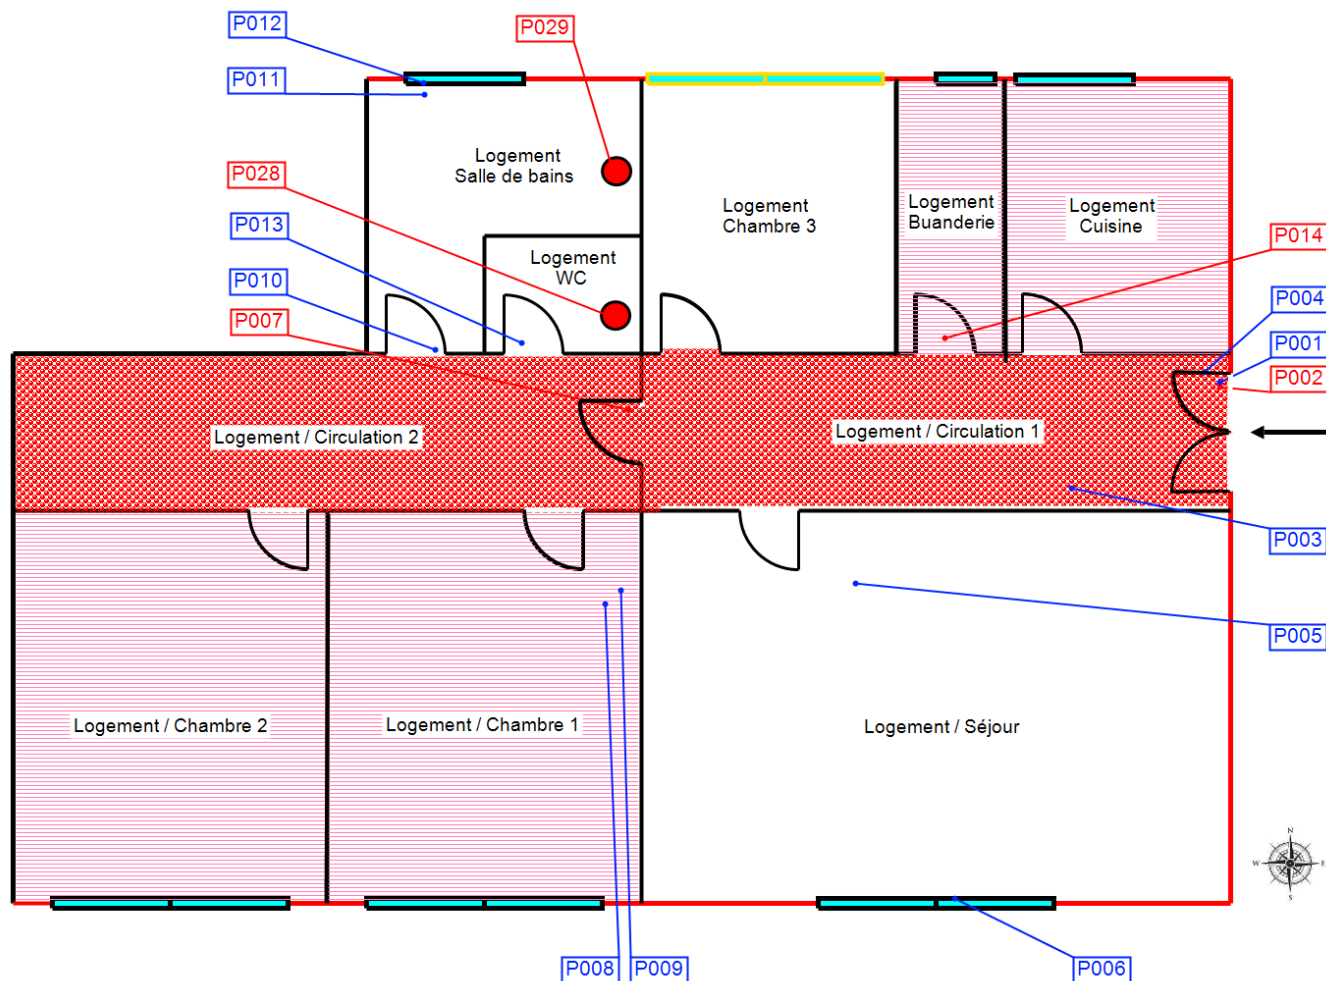 P012
P029
P011
Logement
Salle de bains
P028
Logement
Chambre 3
Logement
Buanderie
Logement
Cuisine
P013
Logement
WC
P014
P010
P004
P007
P001
P002
Logement / Circulation 2
Logement / Circulation 1
P003
P005
Logement / Chambre 2
Logement / Chambre 1
Logement / Séjour
N
W
E
S
P008
P009
P006